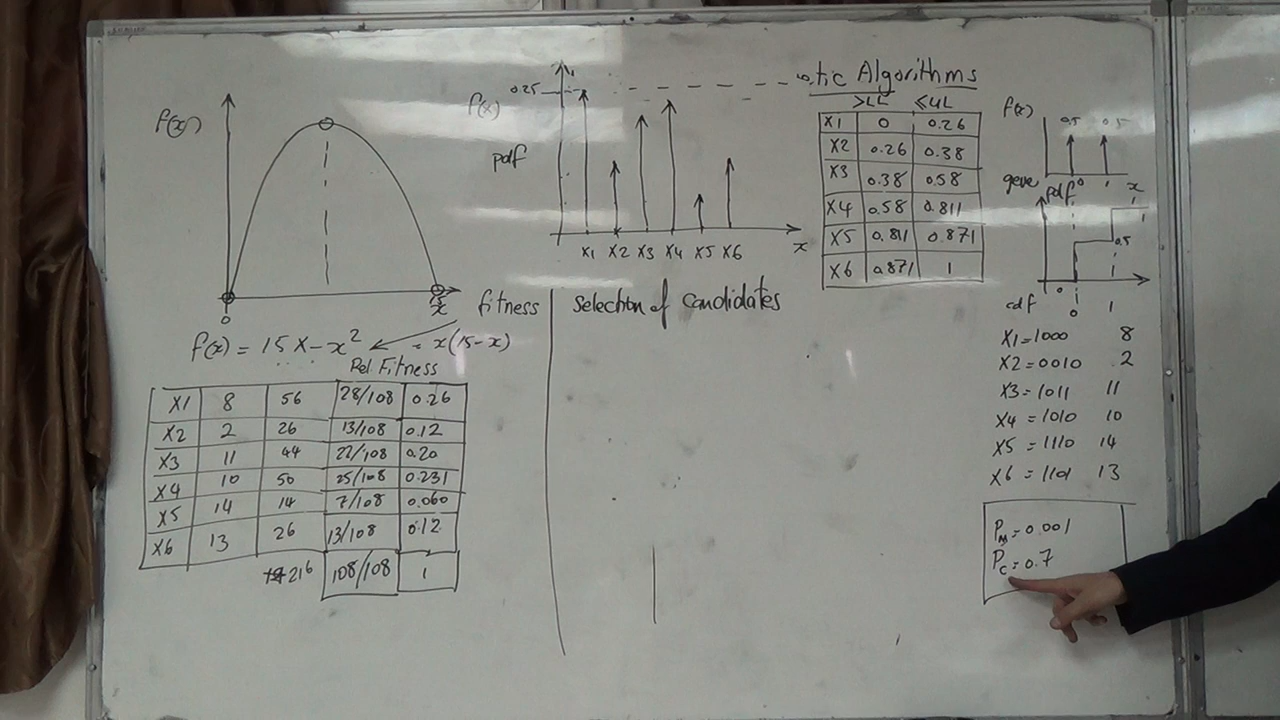 f(x)
0
15
x
f(x) = 15x - x² = x(15-x)
fitness
Rel. Fitness
X1 8 56 28/108 0.26
X2 2 26 13/108 0.12
X3 11 44 22/108 0.20
X4 10 50 25/108 0.231
X5 14 14 7/108 0.060
X6 13 26 13/108 0.12
216 108/108 1
0.25
f(x)
pdf
X1 X2 X3 X4 X5 X6
x
Selection of Candidates
tic Algorithms
>LL ≤UL
X1 0 0.26
X2 0.26 0.38
X3 0.38 0.58
X4 0.58 0.811
X5 0.811 0.871
X6 0.871 1
f(x)
0.5 0.5
gene pdf 0 1 x
1
0.5
0
cdf 0 1
X1=1000 8
X2=0010 2
X3=1011 11
X4=1010 10
X5=1110 14
X6=1101 13
PM=0.001
PC=0.7